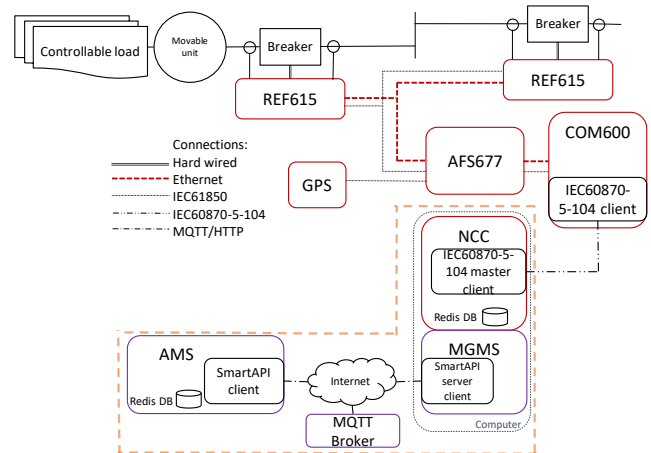 Controllable load
Movable
unit
Breaker
Breaker
REF615
REF615
Connections:
Hard wired
Ethernet
IEC61850
IEC60870-5-104
MQTT/HTTP
GPS
AFS677
COM600
IEC60870-
5-104 client
NCC
IEC60870-5-
104 master
client
Redis DB
AMS
SmartAPI
client
Redis DB
Internet
MQTT
Broker
MGMS
SmartAPI
server
client
Computer